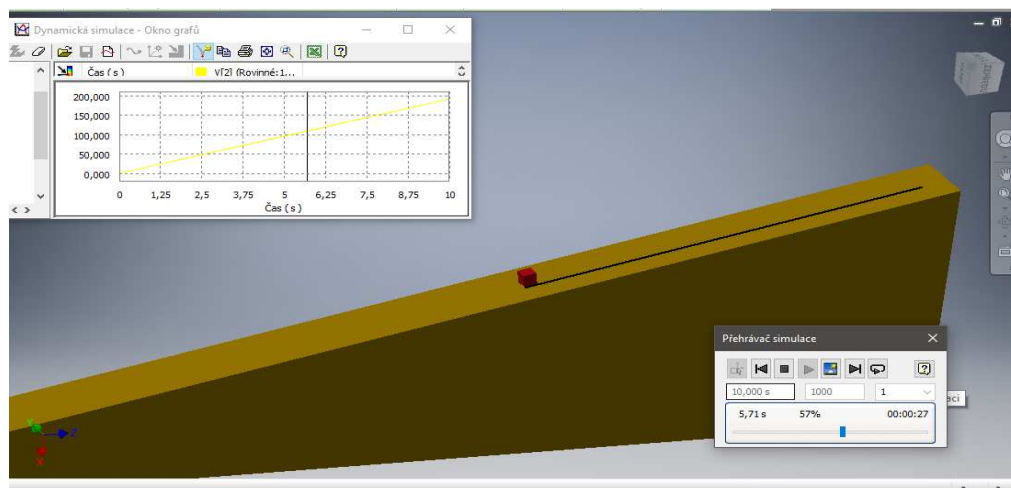 Dynamická simulace - Okno grafů
Čas ( s )
V[2] (Rovinné:1...
200,000
150,000
100,000
50,000
0,000
0 1,25 2,5 3,75 5 6,25 7,5 8,75 10
Čas ( s )
Přehrávač simulace
10,000 s 1000 1
aci
5,71 s 57% 00:00:27
Y
Z
X